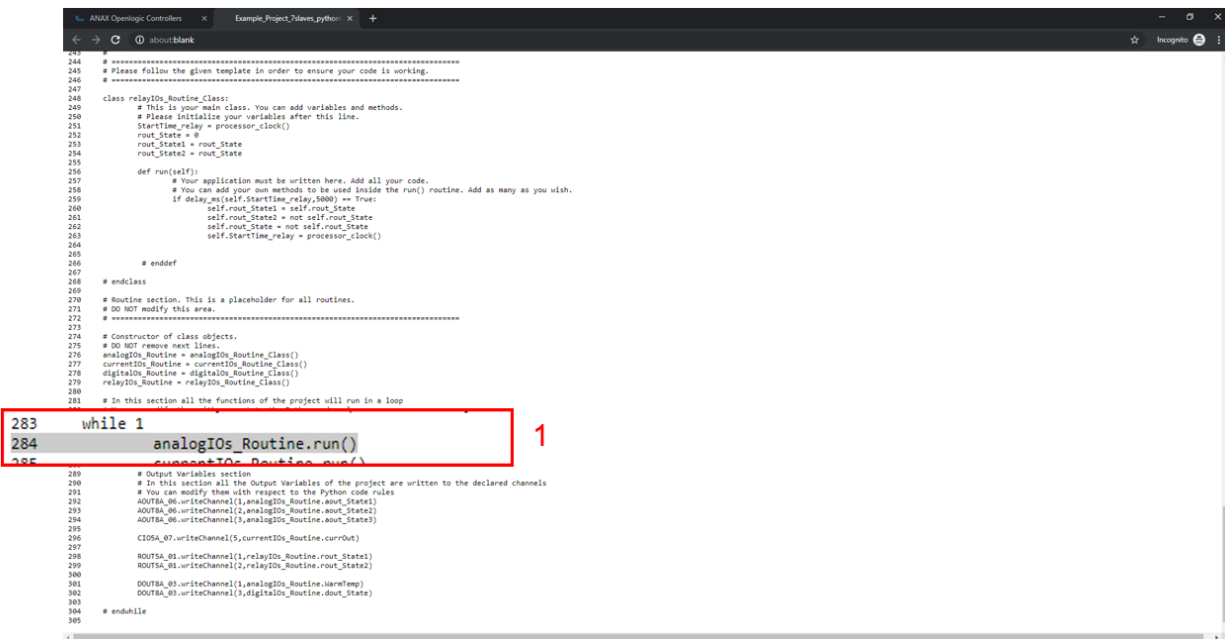 ANAX Openlogic Controllers × Example_Project_7slaves_python × +
about:blank Incognito
243 #
244 # ================================================================================
245 # Please follow the given template in order to ensure your code is working.
246 # ================================================================================
247
248 class relayIOs_Routine_Class:
249 # This is your main class. You can add variables and methods.
250 # Please initialize your variables after this line.
251 StartTime_relay = processor_clock()
252 rout_State = 0
253 rout_State1 = rout_State
254 rout_State2 = rout_State
255
256 def run(self):
257 # Your application must be written here. Add all your code.
258 # You can add your own methods to be used inside the run() routine. Add as many as you wish.
259 if delay_ms(self.StartTime_relay,5000) == True:
260 self.rout_State1 = self.rout_State
261 self.rout_State2 = not self.rout_State
262 self.rout_State = not self.rout_State
263 self.StartTime_relay = processor_clock()
264
265
266 # enddef
267
268 # endclass
269
270 # Routine section. This is a placeholder for all routines.
271 # DO NOT modify this area.
272 # ================================================================================
273
274 # Constructor of class objects.
275 # DO NOT remove next lines.
276 analogIOs_Routine = analogIOs_Routine_Class()
277 currentIOs_Routine = currentIOs_Routine_Class()
278 digitalOs_Routine = digitalOs_Routine_Class()
279 relayIOs_Routine = relayIOs_Routine_Class()
280
281 # In this section all the functions of the project will run in a loop
283 while 1
284 analogIOs_Routine.run()
285 currentIOs_Routine.run()
1
289 # Output Variables section
290 # In this section all the Output Variables of the project are written to the declared channels
291 # You can modify them with respect to the Python code rules
292 AOUT8A_06.writeChannel(1,analogIOs_Routine.aout_State1)
293 AOUT8A_06.writeChannel(2,analogIOs_Routine.aout_State2)
294 AOUT8A_06.writeChannel(3,analogIOs_Routine.aout_State3)
295
296 CIO5A_07.writeChannel(5,currentIOs_Routine.currOut)
297
298 ROUT5A_01.writeChannel(1,relayIOs_Routine.rout_State1)
299 ROUT5A_01.writeChannel(2,relayIOs_Routine.rout_State2)
300
301 DOUT8A_03.writeChannel(1,analogIOs_Routine.WarmTemp)
302 DOUT8A_03.writeChannel(3,digitalOs_Routine.dout_State)
303
304 # endwhile
305